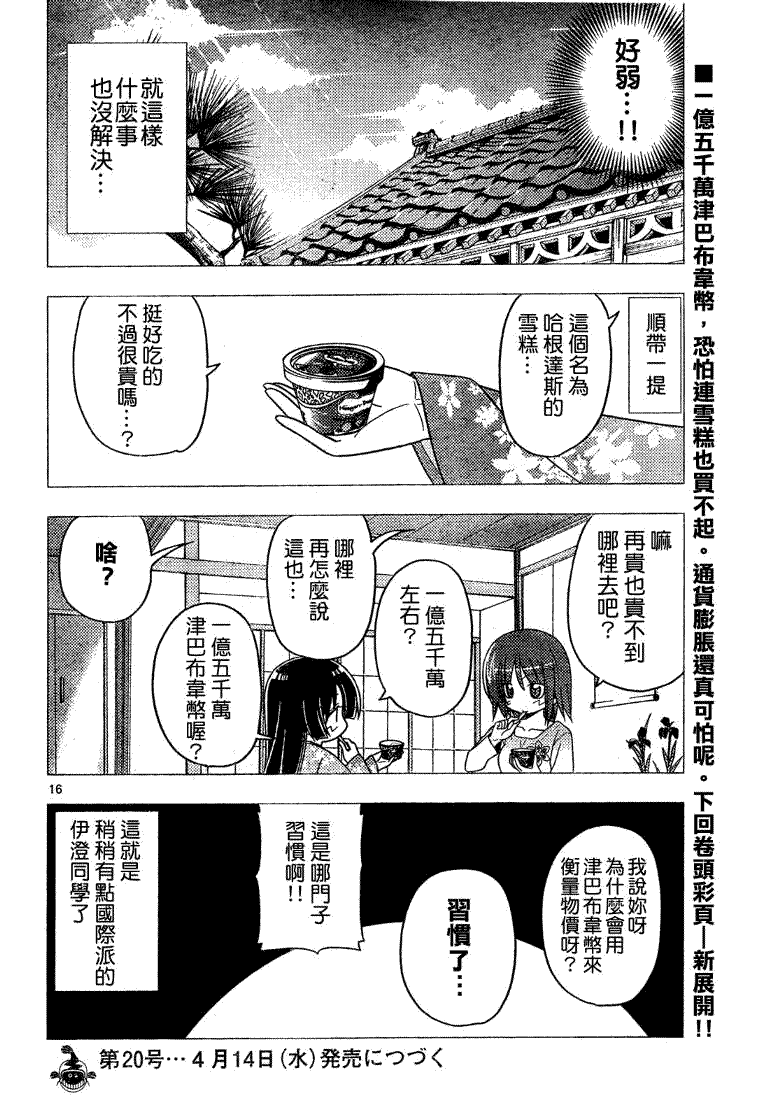 ■一億五千萬津巴布韋幣，恐怕連雪糕也買不起。通貨膨脹還真可怕呢。下回卷頭彩頁—新展開!!
好弱…!!
就這樣
什麼事
也沒解決…
順帶一提
這個名為
哈根達斯的
雪糕…
挺好吃的
不過很貴嗎…?
嘛
再貴也貴不到
哪裡去吧?
一億五千萬
左右?
哪裡
再怎麼說
這也…
一億五千萬
津巴布韋幣喔?
啥?
16
我說妳呀
為什麼會用
津巴布韋幣來
衡量物價呀?
習慣了…
這是哪門子
習慣啊!!
這就是
稍稍有點國際派的
伊澄同學了
第20号…4月14日(水)発売につづく